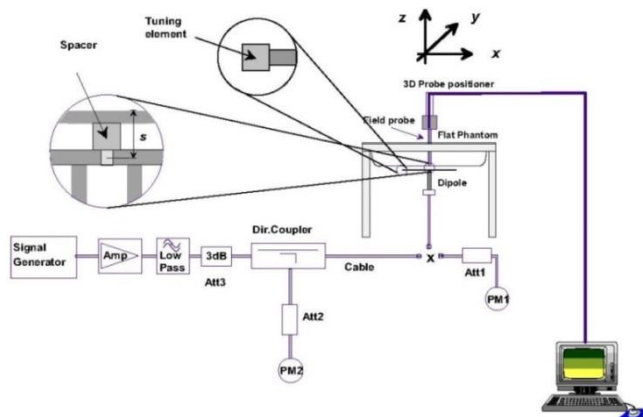 Tuning
element
Spacer
s
z
y
x
3D Probe positioner
Field probe
Flat Phantom
Dipole
Dir.Coupler
Signal
Generator
Amp
Low
Pass
3dB
Att3
Cable
x
Att1
PM1
Att2
PM2